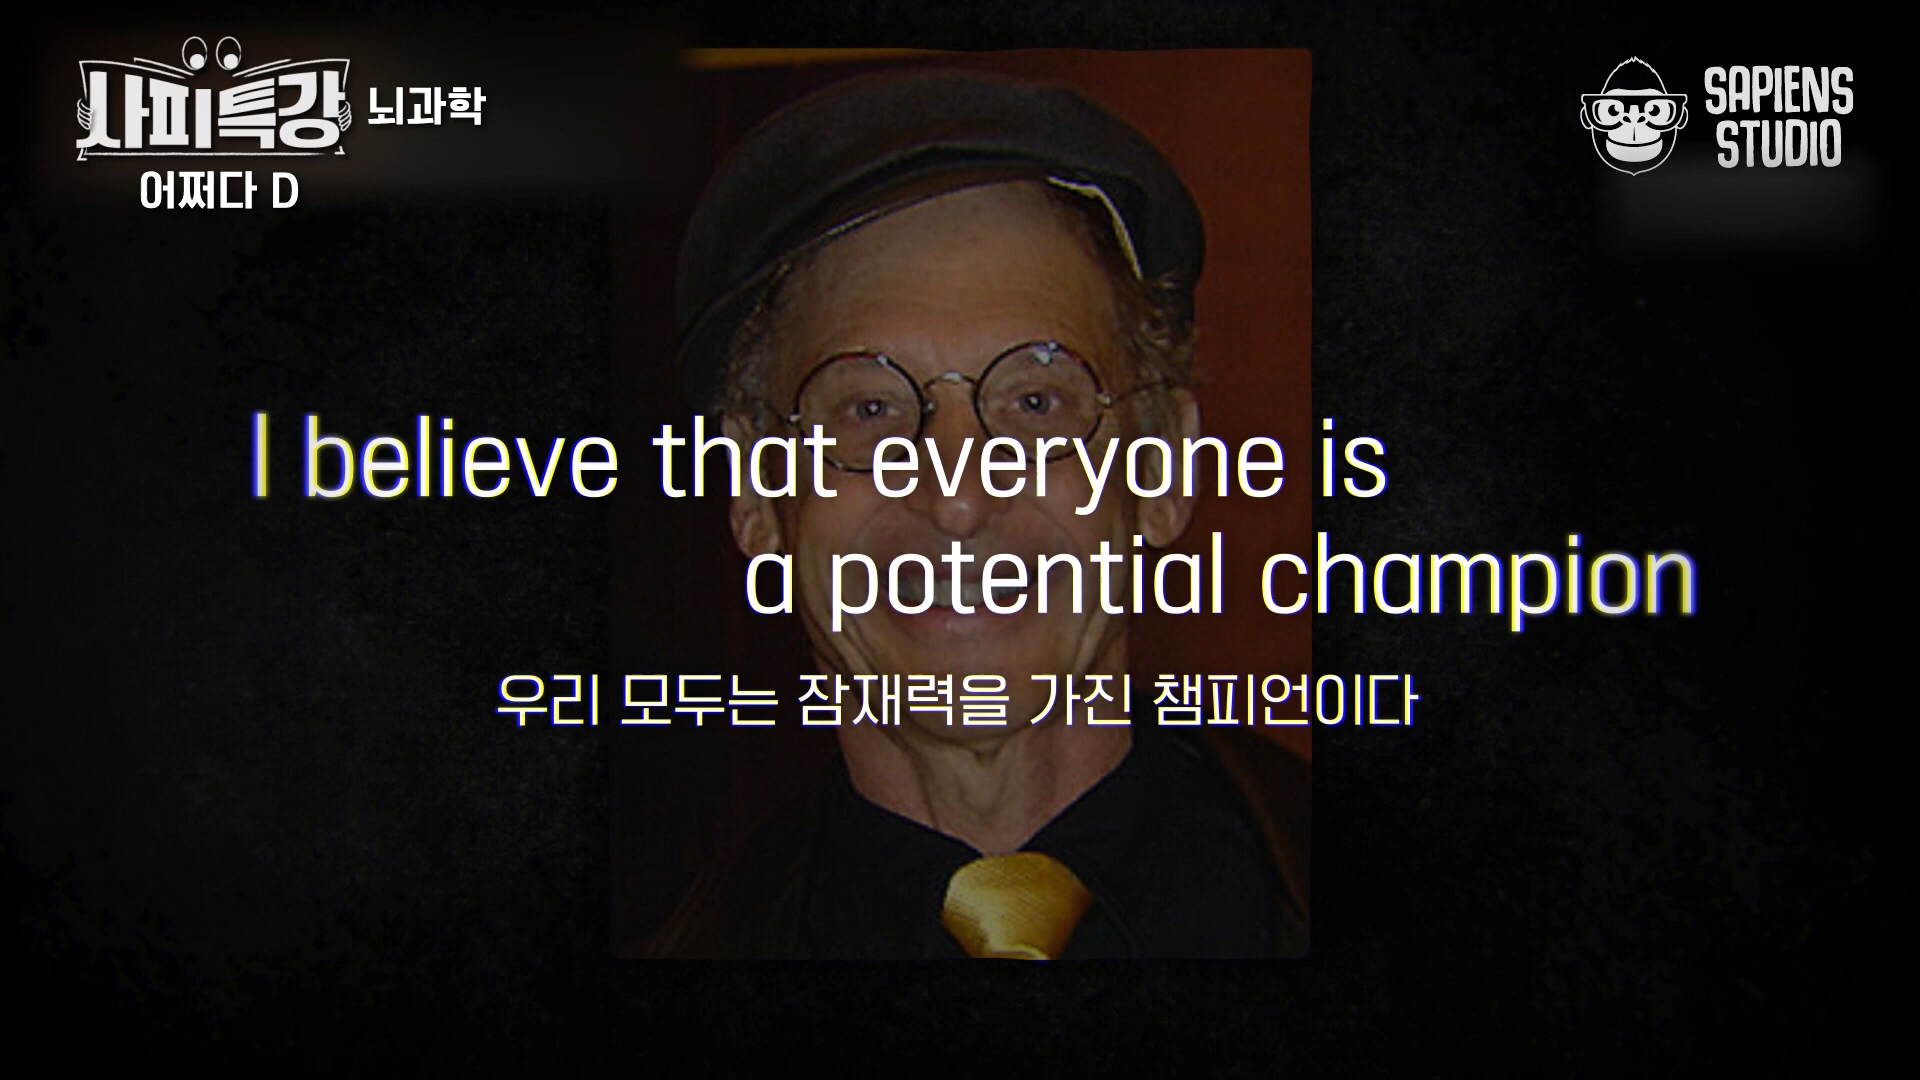 사피특강 뇌과학
어쩌다 D
SAPIENS
STUDIO
I believe that everyone is
a potential champion
우리 모두는 잠재력을 가진 챔피언이다